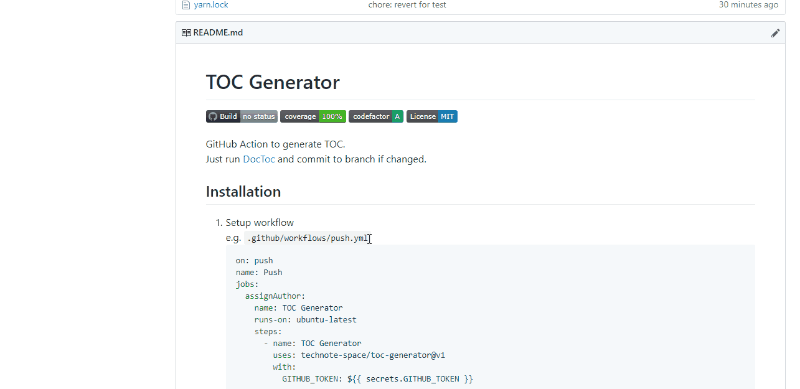 yarn.lock chore: revert for test 30 minutes ago
README.md
TOC Generator
Build no status coverage 100% codefactor A License MIT
GitHub Action to generate TOC.
Just run DocToc and commit to branch if changed.
Installation
1. Setup workflow
e.g. .github/workflows/push.yml
on: push
name: Push
jobs:
assignAuthor:
name: TOC Generator
runs-on: ubuntu-latest
steps:
- name: TOC Generator
uses: technote-space/toc-generator@v1
with:
GITHUB_TOKEN: ${{ secrets.GITHUB_TOKEN }}